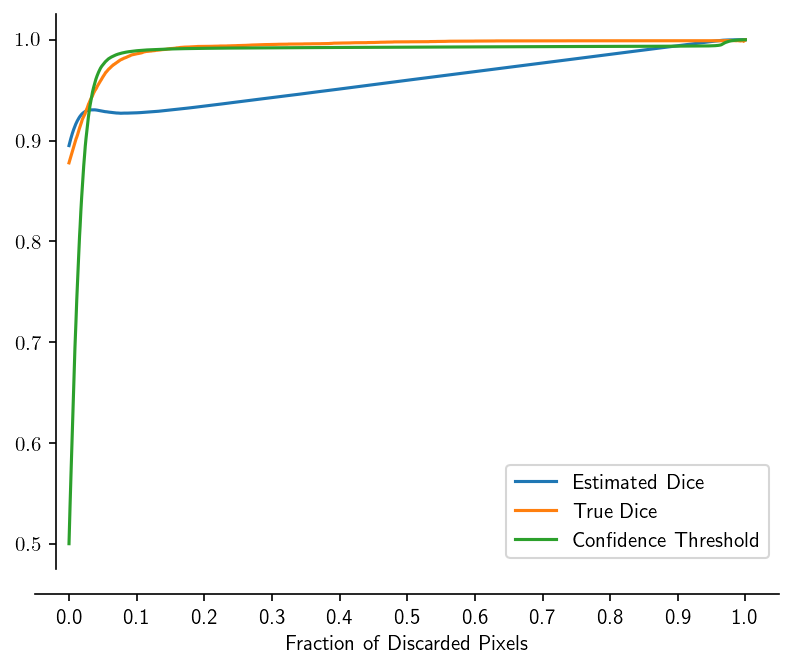 1.0
0.9
0.8
0.7
0.6
0.5
Estimated Dice
True Dice
Confidence Threshold
0.0 0.1 0.2 0.3 0.4 0.5 0.6 0.7 0.8 0.9 1.0
Fraction of Discarded Pixels